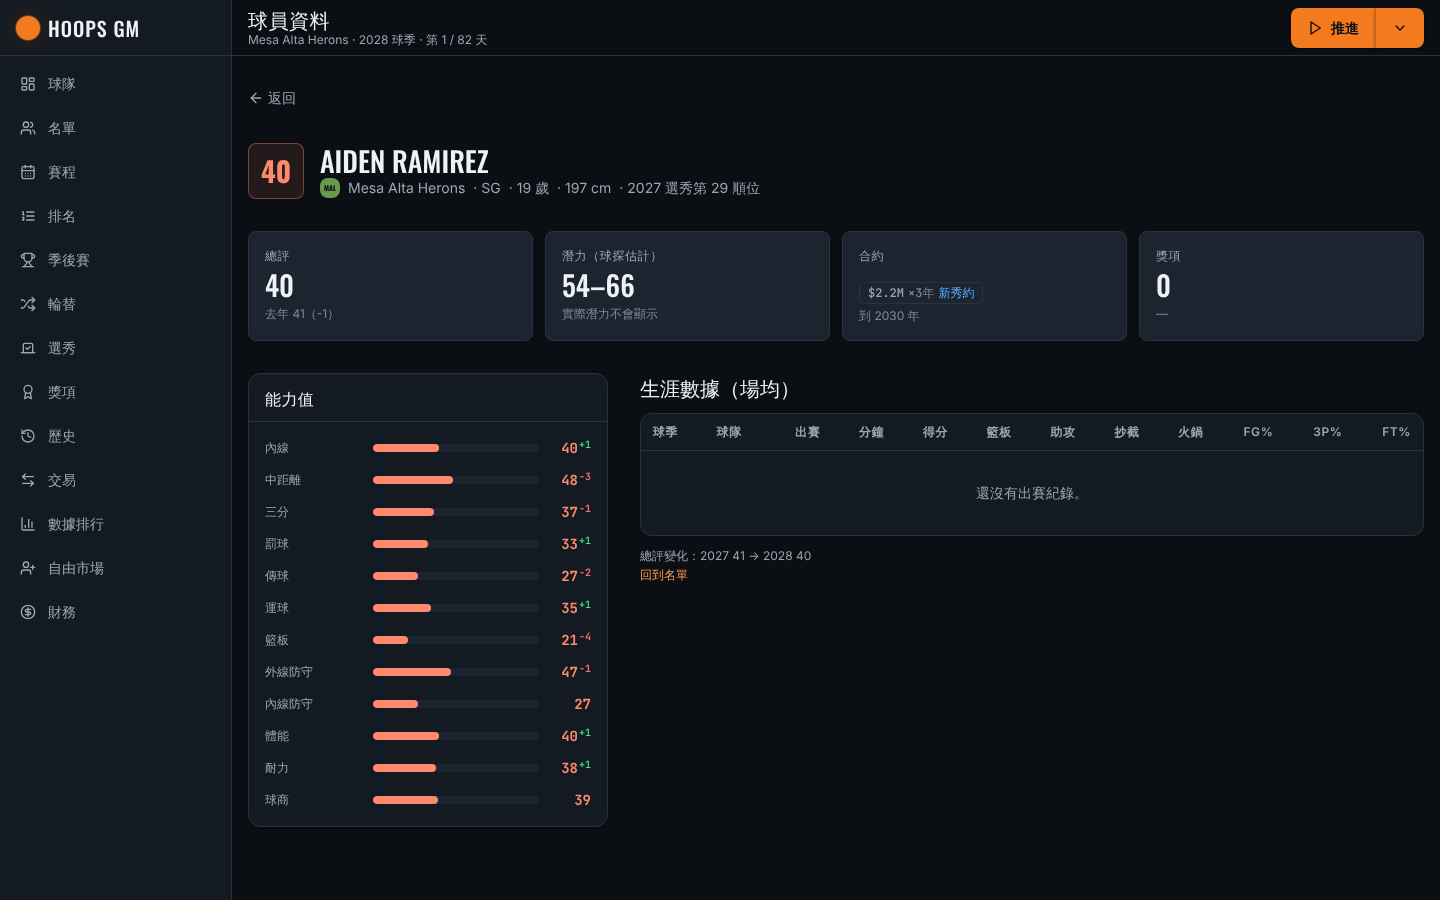 HOOPS GM
球隊
名單
賽程
排名
季後賽
輪替
選秀
獎項
歷史
交易
數據排行
自由市場
財務
球員資料
Mesa Alta Herons · 2028 球季 · 第 1 / 82 天
推進
返回
40
AIDEN RAMIREZ
MAL Mesa Alta Herons · SG · 19 歲 · 197 cm · 2027 選秀第 29 順位
總評
40
去年 41（-1）
潛力（球探估計）
54–66
實際潛力不會顯示
合約
$2.2M ×3年 新秀約
到 2030 年
獎項
0
—
能力值
內線 40 +1
中距離 48 -3
三分 37 -1
罰球 33 +1
傳球 27 -2
運球 35 +1
籃板 21 -4
外線防守 47 -1
內線防守 27
體能 40 +1
耐力 38 +1
球商 39
生涯數據（場均）
球季 球隊 出賽 分鐘 得分 籃板 助攻 抄截 火鍋 FG% 3P% FT%
還沒有出賽紀錄。
總評變化：2027 41 → 2028 40
回到名單